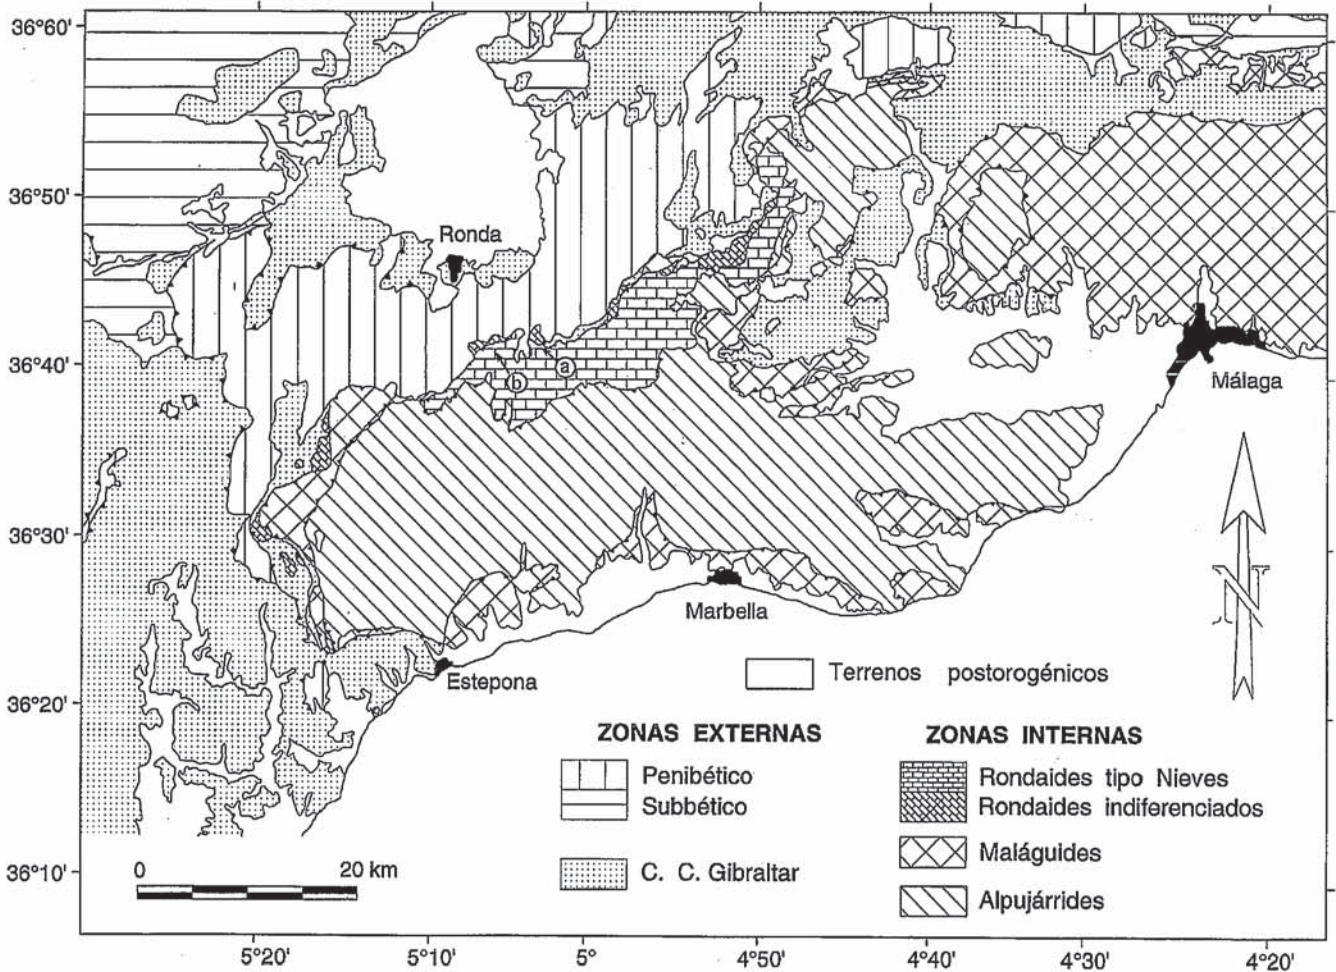 36°60'
36°50'
36°40'
36°30'
36°20'
36°10'
Ronda
a
b
Málaga
Marbella
Estepona
N
Terrenos postorogénicos
ZONAS EXTERNAS
Penibético
Subbético
C. C. Gibraltar
ZONAS INTERNAS
Rondaides tipo Nieves
Rondaides indiferenciados
Maláguides
Alpujárrides
0 20 km
5°20' 5°10' 5° 4°50' 4°40' 4°30' 4°20'